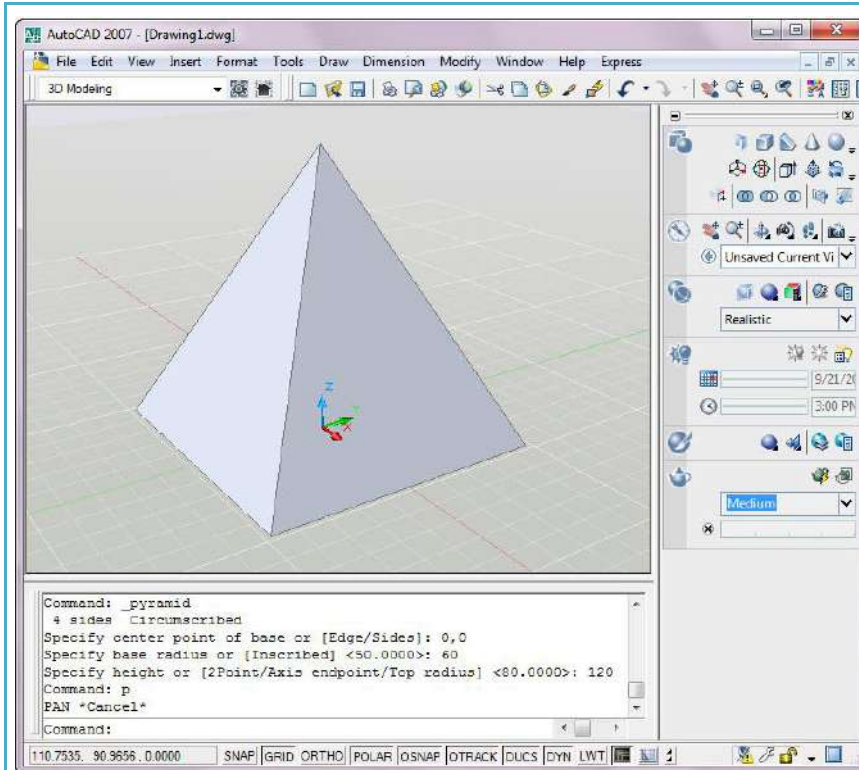 AutoCAD 2007 - [Drawing1.dwg]
File Edit View Insert Format Tools Draw Dimension Modify Window Help Express
3D Modeling
Unsaved Current Vi
Realistic
9/21/20
3:00 PM
Medium
Z
Y
X
Command: _pyramid
4 sides Circumscribed
Specify center point of base or [Edge/Sides]: 0,0
Specify base radius or [Inscribed] <50.0000>: 60
Specify height or [2Point/Axis endpoint/Top radius] <80.0000>: 120
Command: p
PAN *Cancel*
Command:
110.7535, 90.9656, 0.0000 SNAP GRID ORTHO POLAR OSNAP OTRACK DUCS DYN LWT